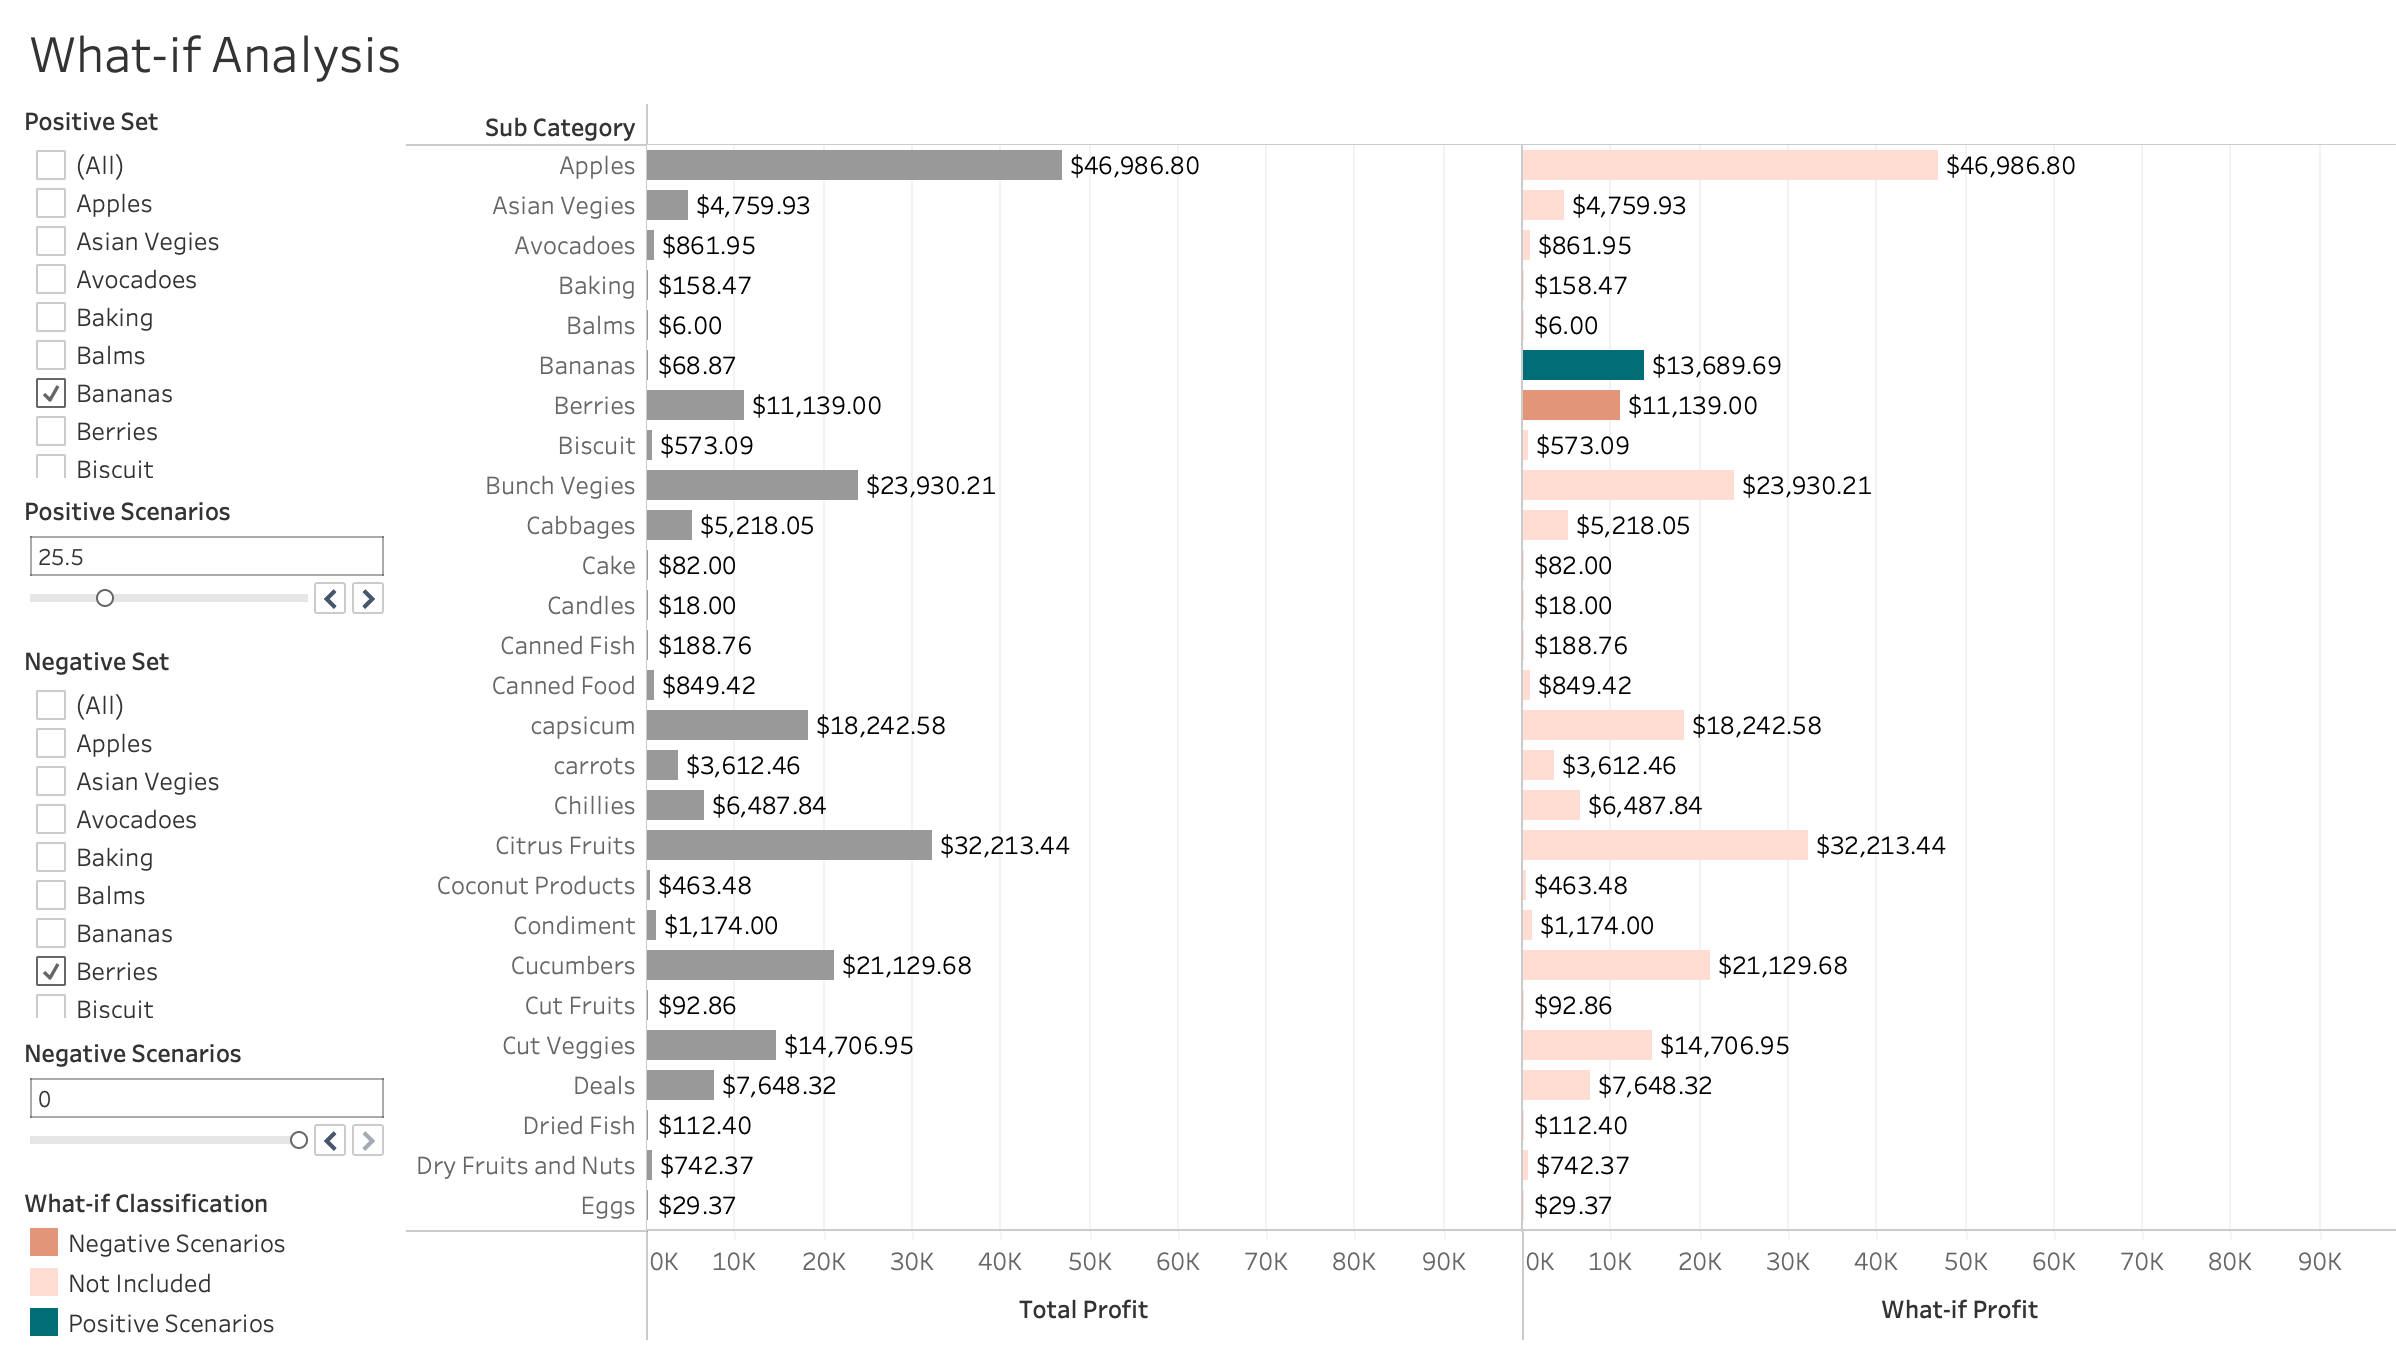 What-if Analysis
Positive Set
(All)
Apples
Asian Vegies
Avocadoes
Baking
Balms
Bananas
Berries
Biscuit
Positive Scenarios
25.5
Negative Set
(All)
Apples
Asian Vegies
Avocadoes
Baking
Balms
Bananas
Berries
Biscuit
Negative Scenarios
0
What-if Classification
Negative Scenarios
Not Included
Positive Scenarios
Sub Category
Apples $46,986.80 $46,986.80
Asian Vegies $4,759.93 $4,759.93
Avocadoes $861.95 $861.95
Baking $158.47 $158.47
Balms $6.00 $6.00
Bananas $68.87 $13,689.69
Berries $11,139.00 $11,139.00
Biscuit $573.09 $573.09
Bunch Vegies $23,930.21 $23,930.21
Cabbages $5,218.05 $5,218.05
Cake $82.00 $82.00
Candles $18.00 $18.00
Canned Fish $188.76 $188.76
Canned Food $849.42 $849.42
capsicum $18,242.58 $18,242.58
carrots $3,612.46 $3,612.46
Chillies $6,487.84 $6,487.84
Citrus Fruits $32,213.44 $32,213.44
Coconut Products $463.48 $463.48
Condiment $1,174.00 $1,174.00
Cucumbers $21,129.68 $21,129.68
Cut Fruits $92.86 $92.86
Cut Veggies $14,706.95 $14,706.95
Deals $7,648.32 $7,648.32
Dried Fish $112.40 $112.40
Dry Fruits and Nuts $742.37 $742.37
Eggs $29.37 $29.37
0K 10K 20K 30K 40K 50K 60K 70K 80K 90K 0K 10K 20K 30K 40K 50K 60K 70K 80K 90K
Total Profit What-if Profit